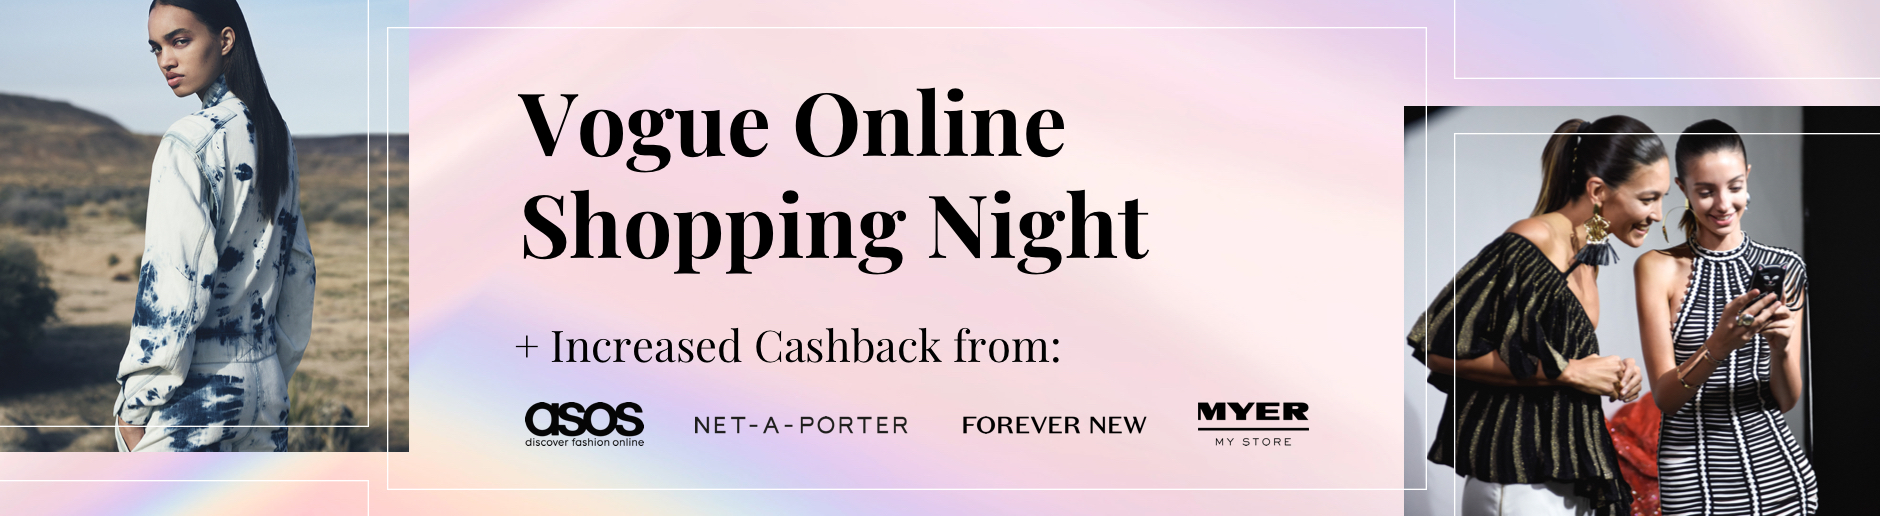 Vogue Online
Shopping Night
+ Increased Cashback from:
asos
discover fashion online
NET-A-PORTER
FOREVER NEW
MYER
MY STORE